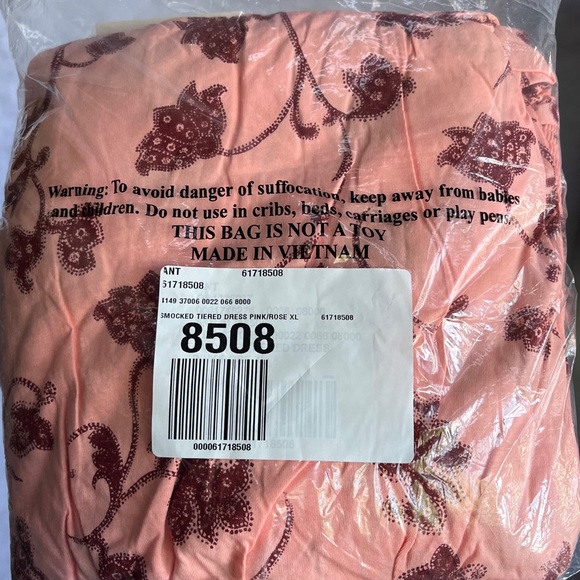 Warning: To avoid danger of suffocation, keep away from babies
and children. Do not use in cribs, beds, carriages or play pens.
THIS BAG IS NOT A TOY
MADE IN VIETNAM
ANT 61718508
61718508
4149 37006 0022 066 8000
SMOCKED TIERED DRESS PINK/ROSE XL 61718508
8508
000061718508